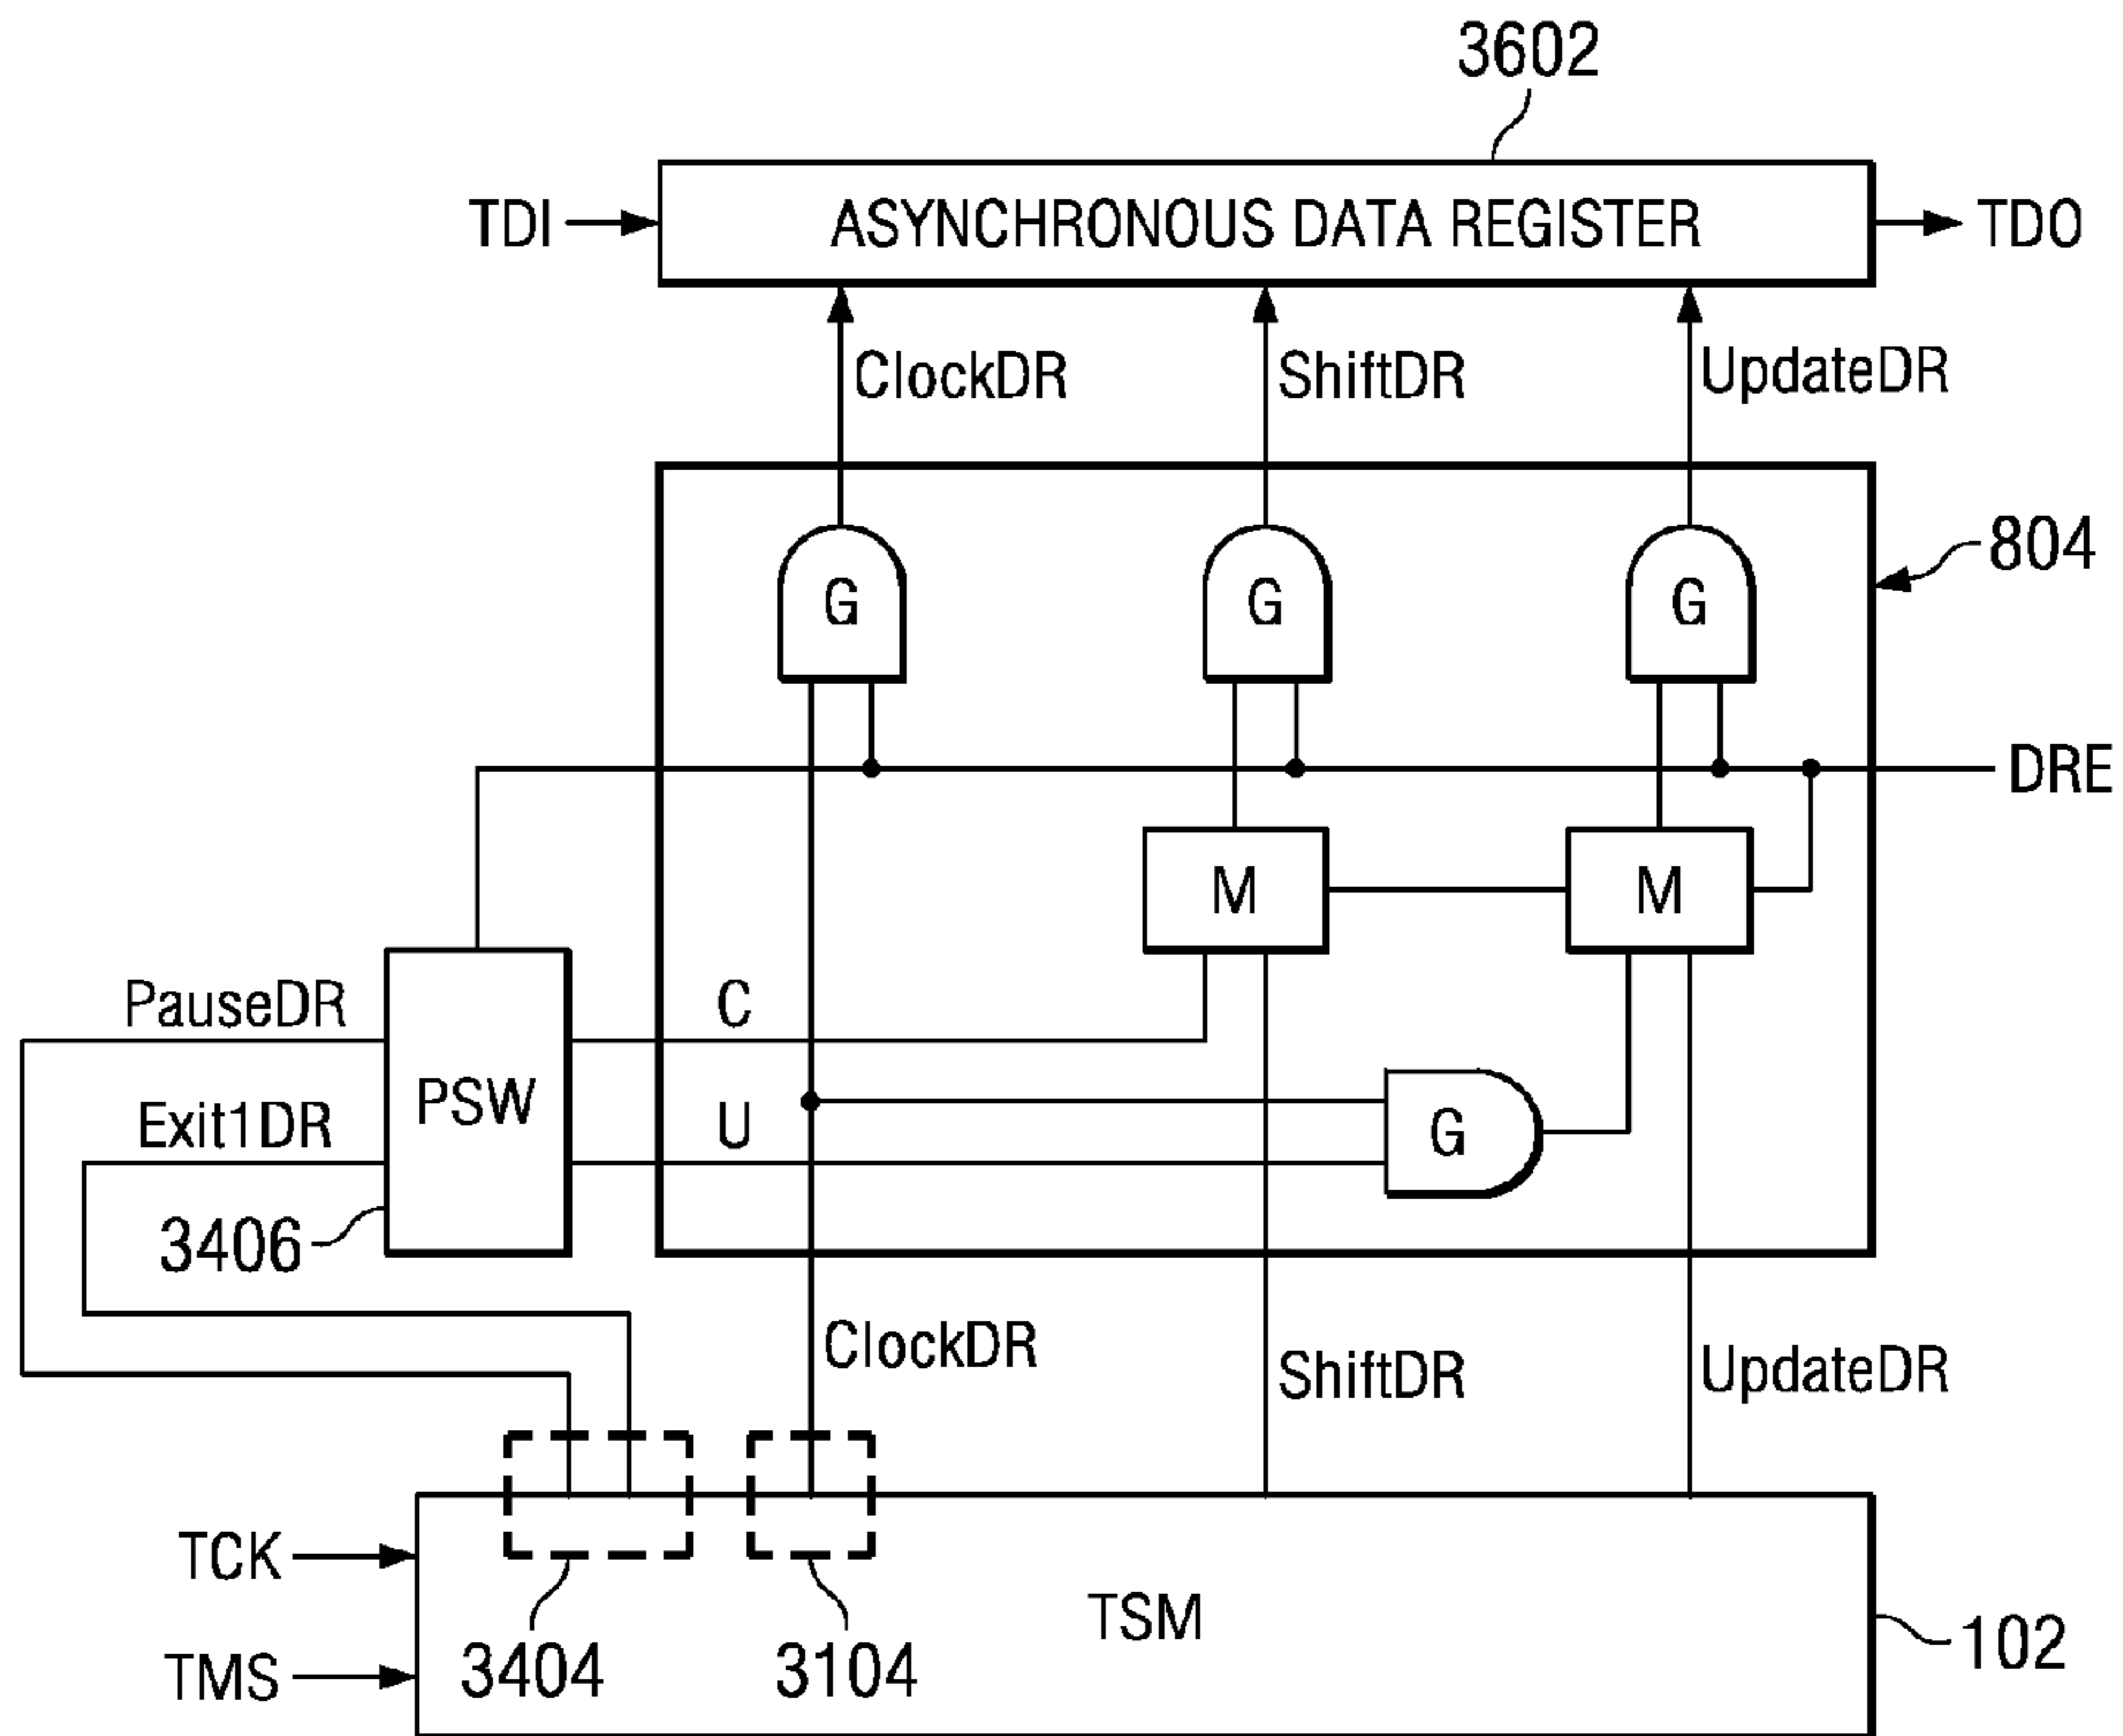 3602
TDI
ASYNCHRONOUS DATA REGISTER
TDO
ClockDR
ShiftDR
UpdateDR
804
G
G
G
DRE
M
M
PauseDR
C
PSW
Exit1DR
U
G
3406
ClockDR
ShiftDR
UpdateDR
TCK
TSM
102
TMS
3404
3104